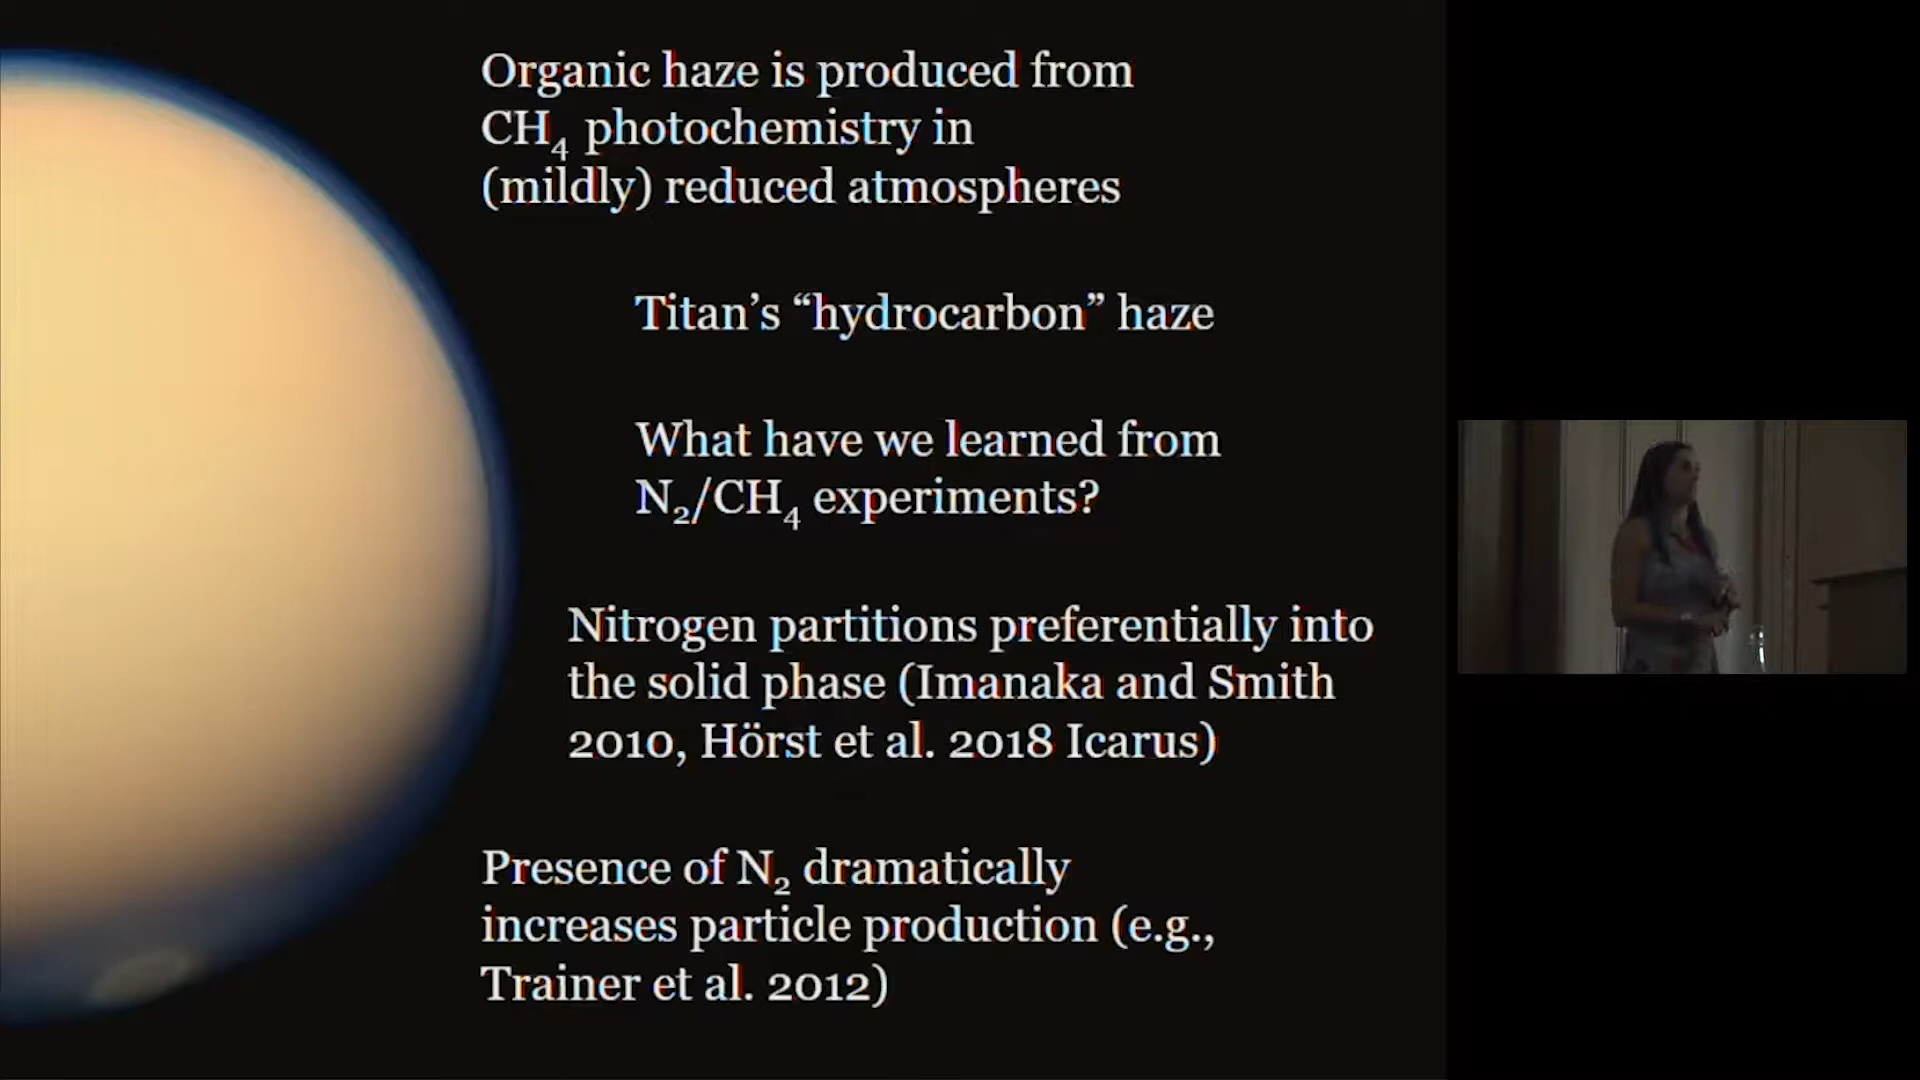 Organic haze is produced from
CH₄ photochemistry in
(mildly) reduced atmospheres
Titan’s “hydrocarbon” haze
What have we learned from
N₂/CH₄ experiments?
Nitrogen partitions preferentially into
the solid phase (Imanaka and Smith
2010, Hörst et al. 2018 Icarus)
Presence of N₂ dramatically
increases particle production (e.g.,
Trainer et al. 2012)